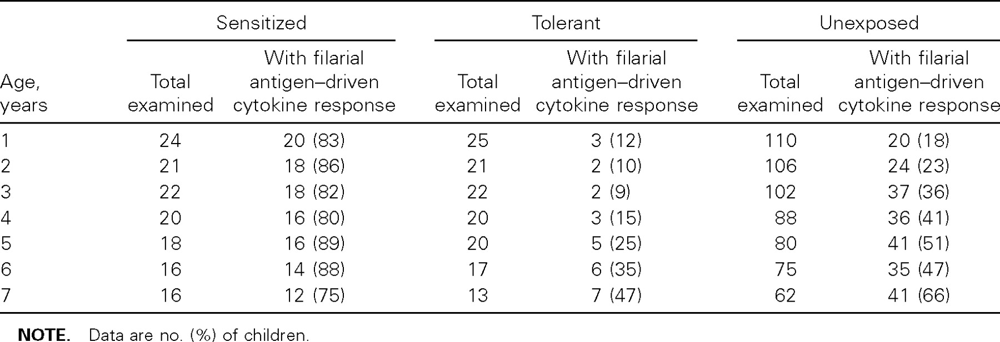 Sensitized Tolerant Unexposed
With filarial With filarial With filarial
Age, Total antigen–driven Total antigen–driven Total antigen–driven
years examined cytokine response examined cytokine response examined cytokine response
1 24 20 (83) 25 3 (12) 110 20 (18)
2 21 18 (86) 21 2 (10) 106 24 (23)
3 22 18 (82) 22 2 (9) 102 37 (36)
4 20 16 (80) 20 3 (15) 88 36 (41)
5 18 16 (89) 20 5 (25) 80 41 (51)
6 16 14 (88) 17 6 (35) 75 35 (47)
7 16 12 (75) 13 7 (47) 62 41 (66)
NOTE. Data are no. (%) of children.